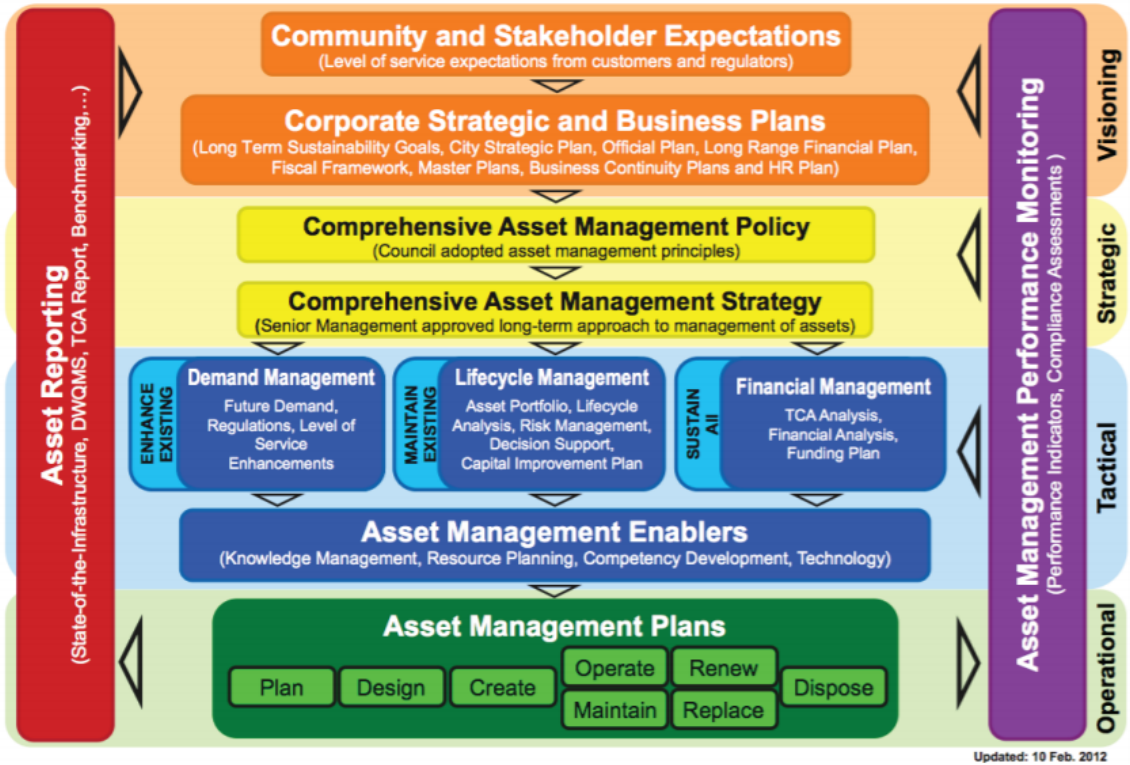 Community and Stakeholder Expectations
(Level of service expectations from customers and regulators)
Corporate Strategic and Business Plans
(Long Term Sustainability Goals, City Strategic Plan, Official Plan, Long Range Financial Plan,
Fiscal Framework, Master Plans, Business Continuity Plans and HR Plan)
Visioning
Comprehensive Asset Management Policy
(Council adopted asset management principles)
Comprehensive Asset Management Strategy
(Senior Management approved long-term approach to management of assets)
Strategic
Asset Reporting
(State-of-the-Infrastructure, DWQMS, TCA Report, Benchmarking,...)
Asset Management Performance Monitoring
(Performance Indicators, Compliance Assessments )
ENHANCE
EXISTING
Demand Management
Future Demand,
Regulations, Level of
Service
Enhancements
MAINTAIN
EXISTING
Lifecycle Management
Asset Portfolio, Lifecycle
Analysis, Risk Management,
Decision Support,
Capital Improvement Plan
SUSTAIN
All
Financial Management
TCA Analysis,
Financial Analysis,
Funding Plan
Tactical
Asset Management Enablers
(Knowledge Management, Resource Planning, Competency Development, Technology)
Asset Management Plans
Plan
Design
Create
Operate
Maintain
Renew
Replace
Dispose
Operational
Updated: 10 Feb. 2012